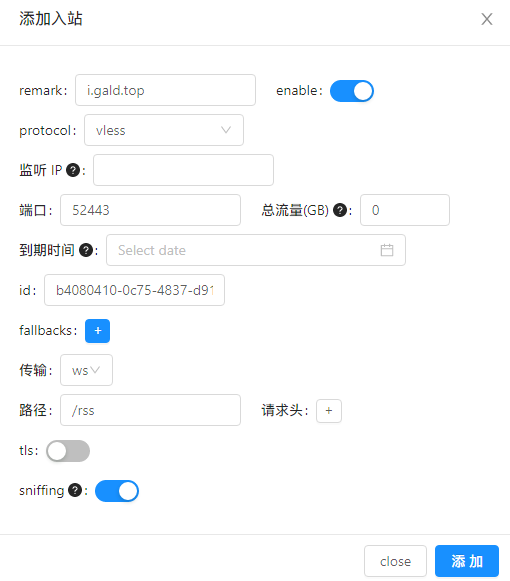 添加入站
remark: i.gald.top enable:
protocol: vless
监听 IP ? :
端口: 52443 总流量(GB) ? : 0
到期时间 ? : Select date
id: b4080410-0c75-4837-d91
fallbacks: +
传输: ws
路径: /rss 请求头: +
tls:
sniffing ? :
close 添 加